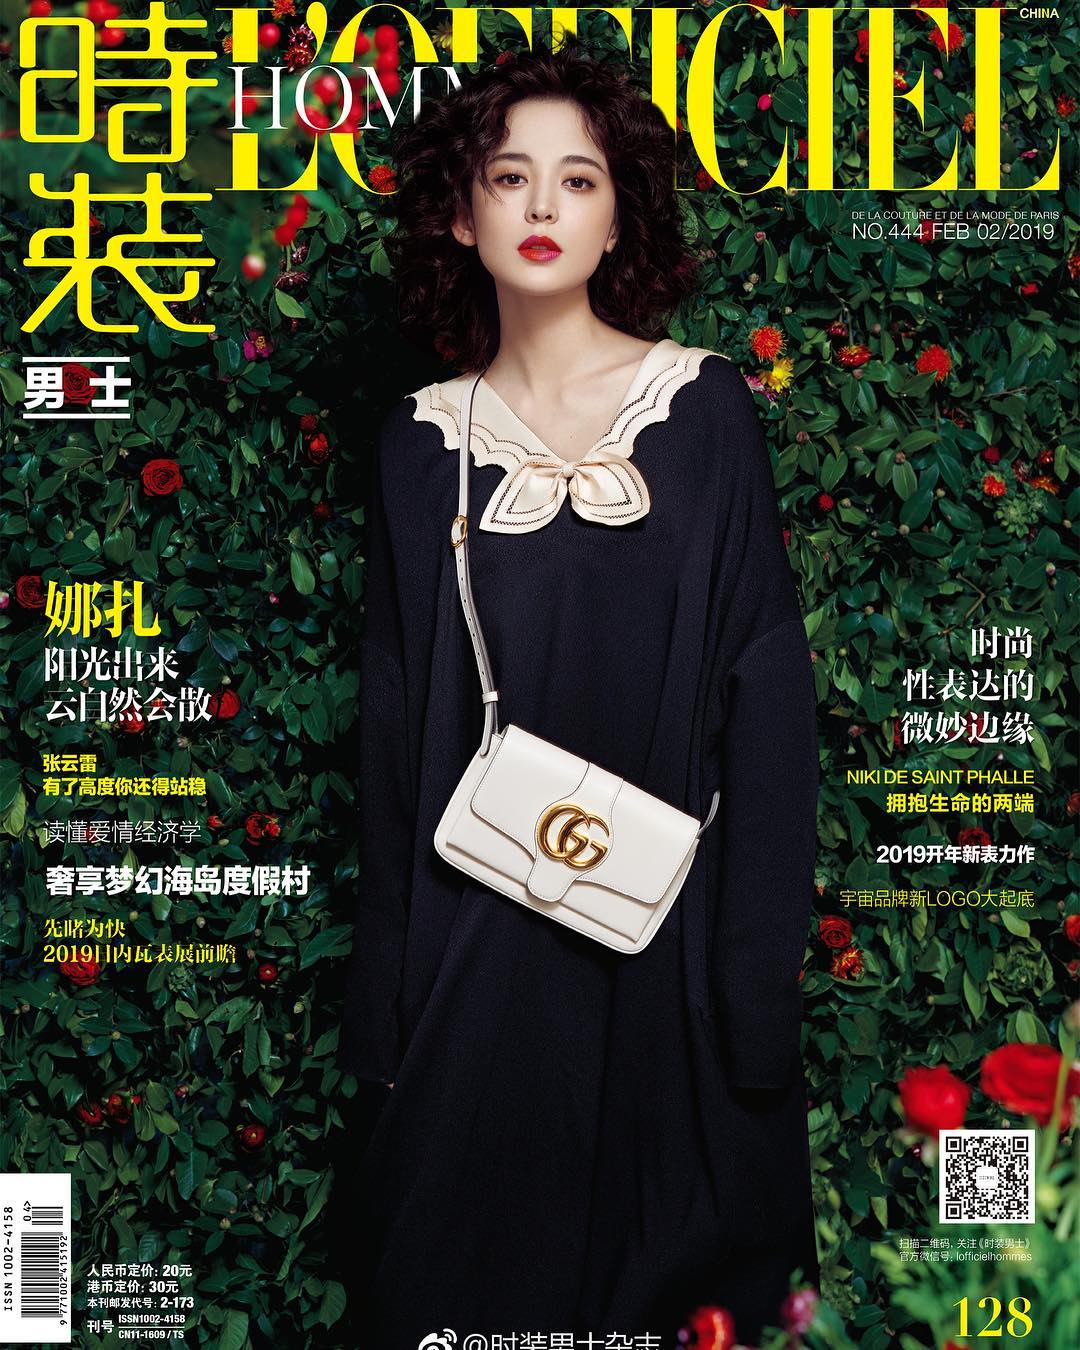 時裝
L'OFFICIEL
HOMM
CHINA
DE LA COUTURE ET DE LA MODE DE PARIS
NO.444 FEB 02/2019
男士
娜扎
阳光出来
云自然会散
张云雷
有了高度你还得站稳
读懂爱情经济学
奢享梦幻海岛度假村
先睹为快
2019日内瓦表展前瞻
时尚
性表达的
微妙边缘
NIKI DE SAINT PHALLE
拥抱生命的两端
2019开年新表力作
宇宙品牌新LOGO大起底
扫描二维码，关注《时装男士》
官方微信号：lofficielhommes
128
ISSN 1002-4158
04>
9 771002 415192
人民币定价: 20元
港币定价: 30元
本刊邮发代号: 2-173
刊号
ISSN1002-4158
CN11-1609 / TS
@时装男士杂志